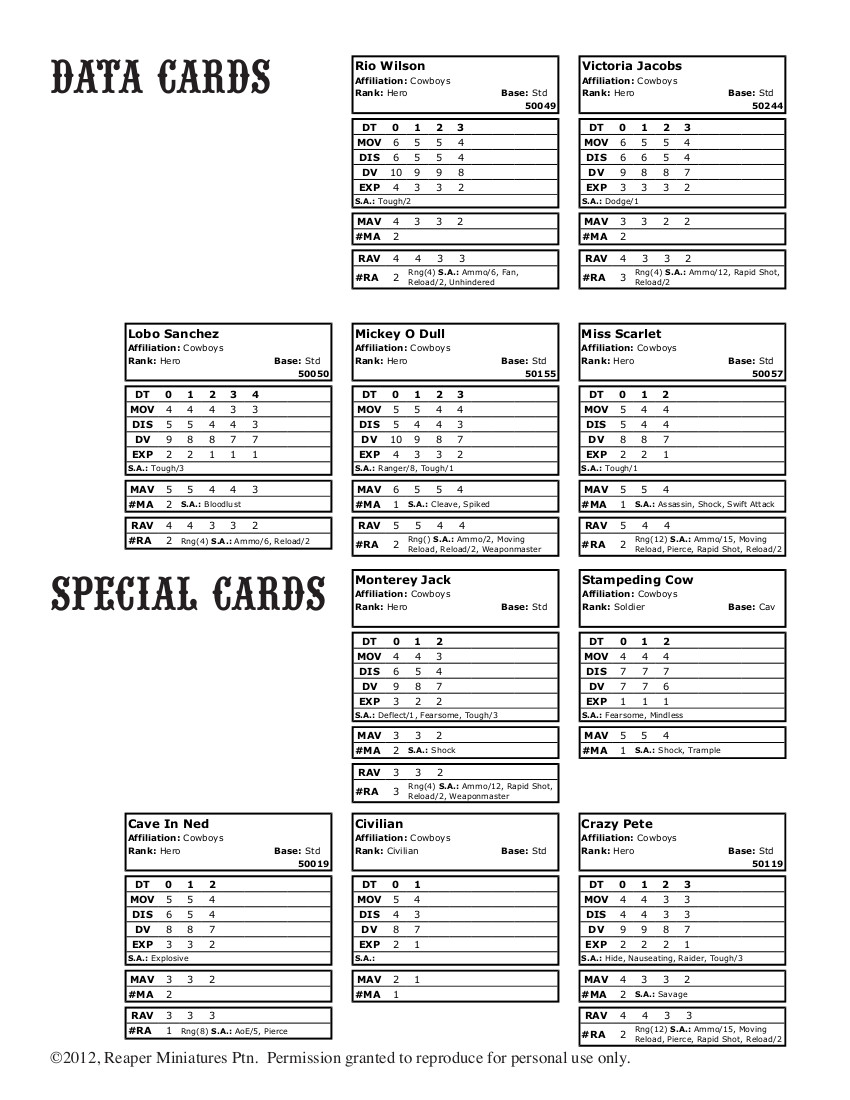 DATA CARDS
Rio Wilson
Affiliation: Cowboys
Rank: Hero Base: Std
50049
DT 0 1 2 3
MOV 6 5 5 4
DIS 6 5 5 4
DV 10 9 9 8
EXP 4 3 3 2
S.A.: Tough/2
MAV 4 3 3 2
#MA 2
RAV 4 4 3 3
#RA 2 Rng(4) S.A.: Ammo/6, Fan,
Reload/2, Unhindered
Victoria Jacobs
Affiliation: Cowboys
Rank: Hero Base: Std
50244
DT 0 1 2 3
MOV 6 5 5 4
DIS 6 6 5 4
DV 9 8 8 7
EXP 3 3 3 2
S.A.: Dodge/1
MAV 3 3 2 2
#MA 2
RAV 4 3 3 2
#RA 3 Rng(4) S.A.: Ammo/12, Rapid Shot,
Reload/2
Lobo Sanchez
Affiliation: Cowboys
Rank: Hero Base: Std
50050
DT 0 1 2 3 4
MOV 4 4 4 3 3
DIS 5 5 4 4 3
DV 9 8 8 7 7
EXP 2 2 1 1 1
S.A.: Tough/3
MAV 5 5 4 4 3
#MA 2 S.A.: Bloodlust
RAV 4 4 3 3 2
#RA 2 Rng(4) S.A.: Ammo/6, Reload/2
Mickey O Dull
Affiliation: Cowboys
Rank: Hero Base: Std
50155
DT 0 1 2 3
MOV 5 5 4 4
DIS 5 4 4 3
DV 10 9 8 7
EXP 4 3 3 2
S.A.: Ranger/8, Tough/1
MAV 6 5 5 4
#MA 1 S.A.: Cleave, Spiked
RAV 5 5 4 4
#RA 2 Rng() S.A.: Ammo/2, Moving
Reload, Reload/2, Weaponmaster
Miss Scarlet
Affiliation: Cowboys
Rank: Hero Base: Std
50057
DT 0 1 2
MOV 5 4 4
DIS 5 4 4
DV 8 8 7
EXP 2 2 1
S.A.: Tough/1
MAV 5 5 4
#MA 1 S.A.: Assassin, Shock, Swift Attack
RAV 5 4 4
#RA 2 Rng(12) S.A.: Ammo/15, Moving
Reload, Pierce, Rapid Shot, Reload/2
SPECIAL CARDS
Monterey Jack
Affiliation: Cowboys
Rank: Hero Base: Std
DT 0 1 2
MOV 4 4 3
DIS 6 5 4
DV 9 8 7
EXP 3 2 2
S.A.: Deflect/1, Fearsome, Tough/3
MAV 3 3 2
#MA 2 S.A.: Shock
RAV 3 3 2
#RA 3 Rng(4) S.A.: Ammo/12, Rapid Shot,
Reload/2, Weaponmaster
Stampeding Cow
Affiliation: Cowboys
Rank: Soldier Base: Cav
DT 0 1 2
MOV 4 4 4
DIS 7 7 7
DV 7 7 6
EXP 1 1 1
S.A.: Fearsome, Mindless
MAV 5 5 4
#MA 1 S.A.: Shock, Trample
Cave In Ned
Affiliation: Cowboys
Rank: Hero Base: Std
50019
DT 0 1 2
MOV 5 5 4
DIS 6 5 4
DV 8 8 7
EXP 3 3 2
S.A.: Explosive
MAV 3 3 2
#MA 2
RAV 3 3 3
#RA 1 Rng(8) S.A.: AoE/5, Pierce
Civilian
Affiliation: Cowboys
Rank: Civilian Base: Std
DT 0 1
MOV 5 4
DIS 4 3
DV 8 7
EXP 2 1
S.A.:
MAV 2 1
#MA 1
Crazy Pete
Affiliation: Cowboys
Rank: Hero Base: Std
50119
DT 0 1 2 3
MOV 4 4 3 3
DIS 4 4 3 3
DV 9 9 8 7
EXP 2 2 2 1
S.A.: Hide, Nauseating, Raider, Tough/3
MAV 4 3 3 2
#MA 2 S.A.: Savage
RAV 4 4 3 3
#RA 2 Rng(12) S.A.: Ammo/15, Moving
Reload, Pierce, Rapid Shot, Reload/2
©2012, Reaper Miniatures Ptn. Permission granted to reproduce for personal use only.